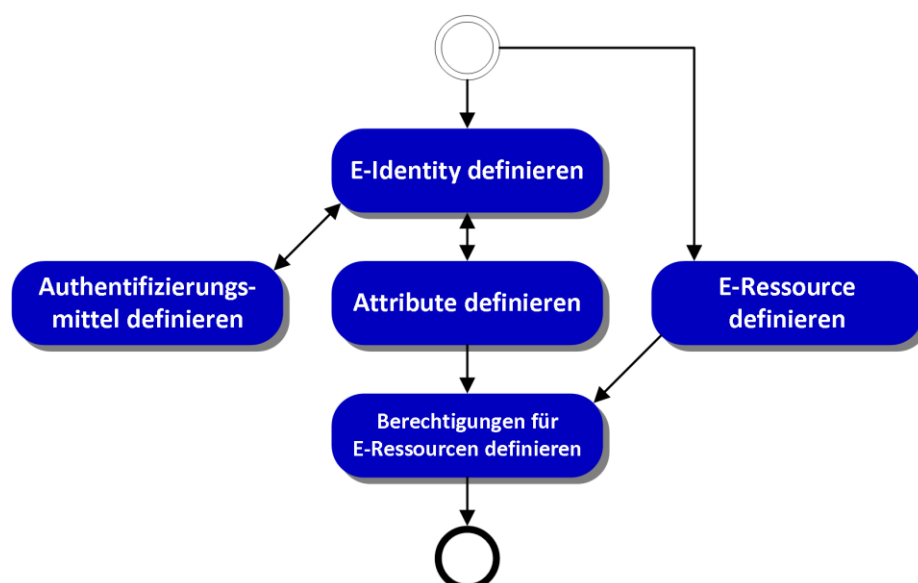 E-Identity definieren
Authentifizierungs-
mittel definieren
Attribute definieren
E-Ressource
definieren
Berechtigungen für
E-Ressourcen definieren